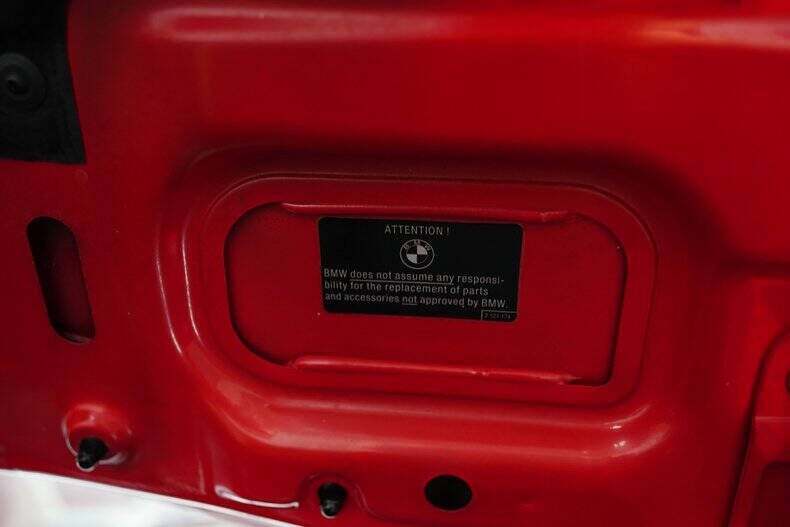 ATTENTION !
BMW
BMW does not assume any responsi-
bility for the replacement of parts
and accessories not approved by BMW.